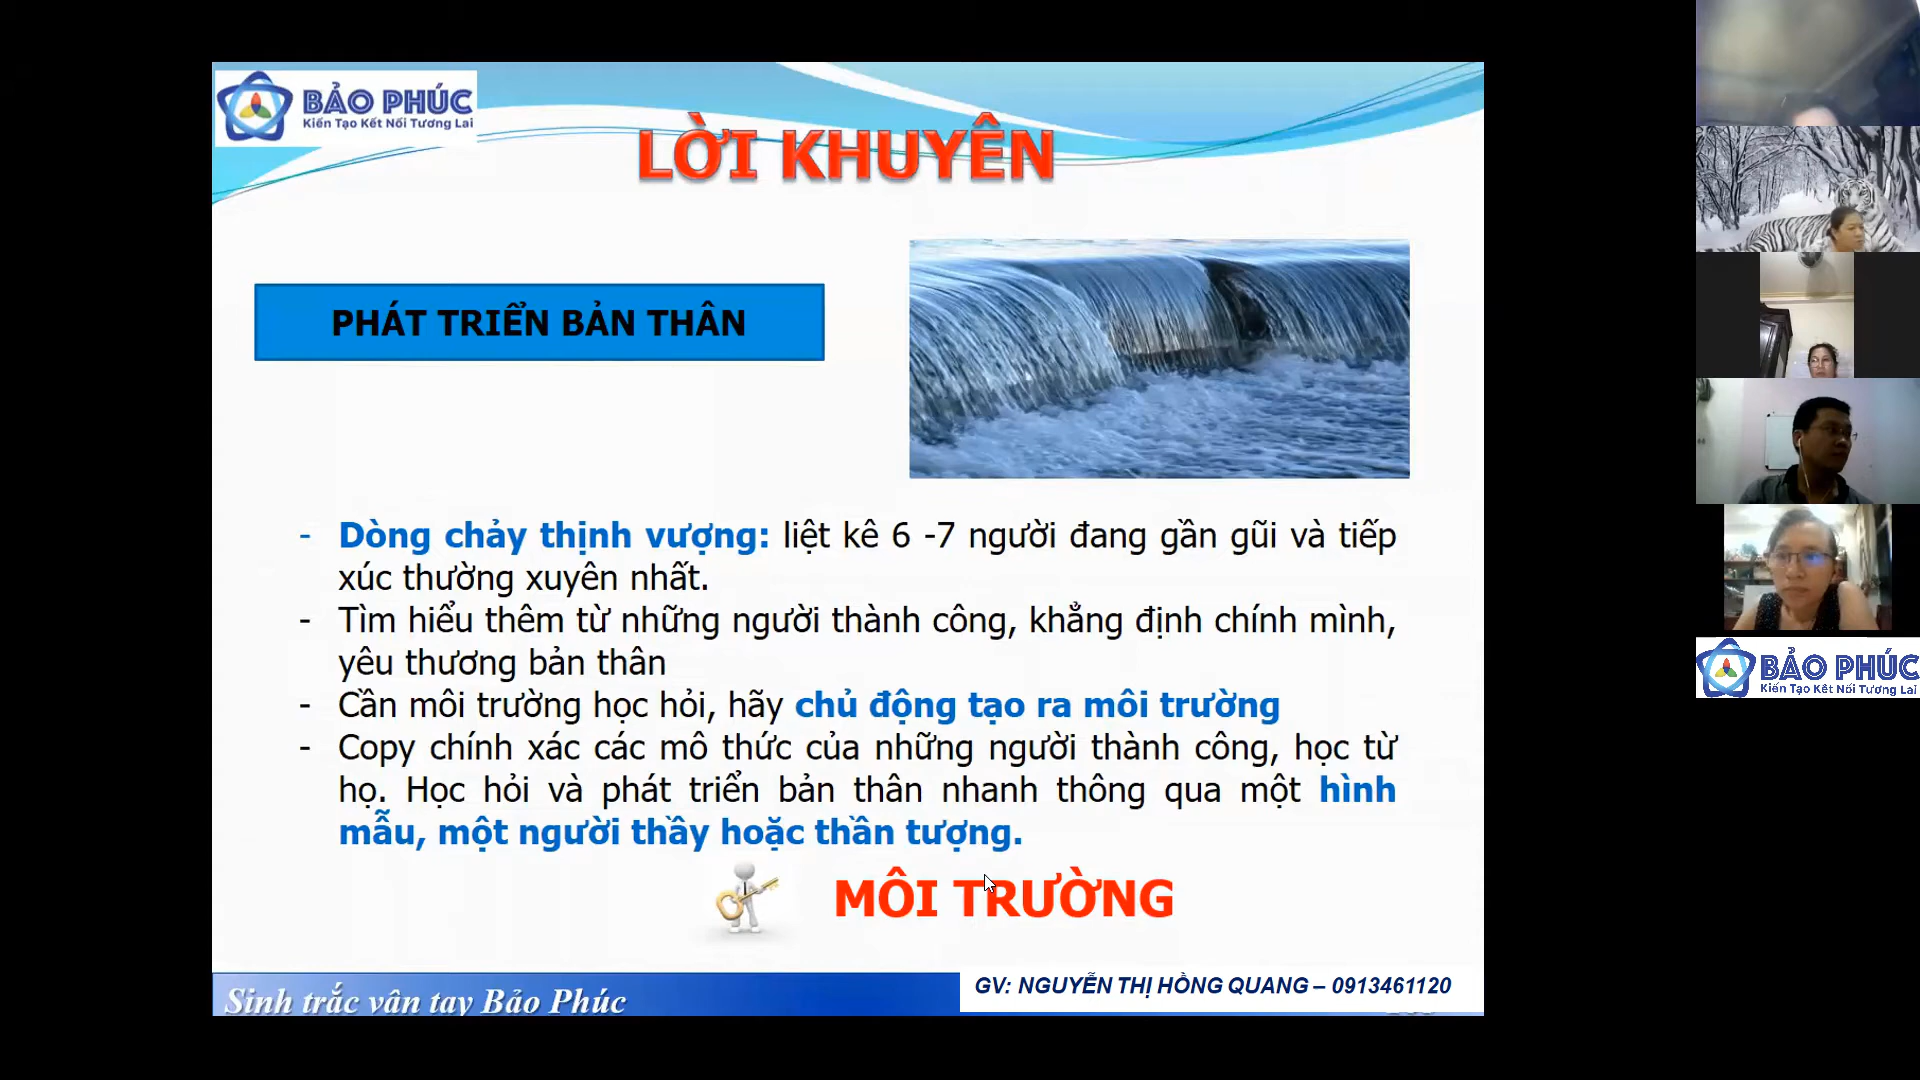 BẢO PHÚC
Kiến Tạo Kết Nối Tương Lai
LỜI KHUYÊN
PHÁT TRIỂN BẢN THÂN
- Dòng chảy thịnh vượng: liệt kê 6 -7 người đang gần gũi và tiếp
xúc thường xuyên nhất.
- Tìm hiểu thêm từ những người thành công, khẳng định chính mình,
yêu thương bản thân
- Cần môi trường học hỏi, hãy chủ động tạo ra môi trường
- Copy chính xác các mô thức của những người thành công, học từ
họ. Học hỏi và phát triển bản thân nhanh thông qua một hình
mẫu, một người thầy hoặc thần tượng.
MÔI TRƯỜNG
Sinh trắc vân tay Bảo Phúc
GV: NGUYỄN THỊ HỒNG QUANG – 0913461120
BẢO PHÚC
Kiến Tạo Kết Nối Tương Lai